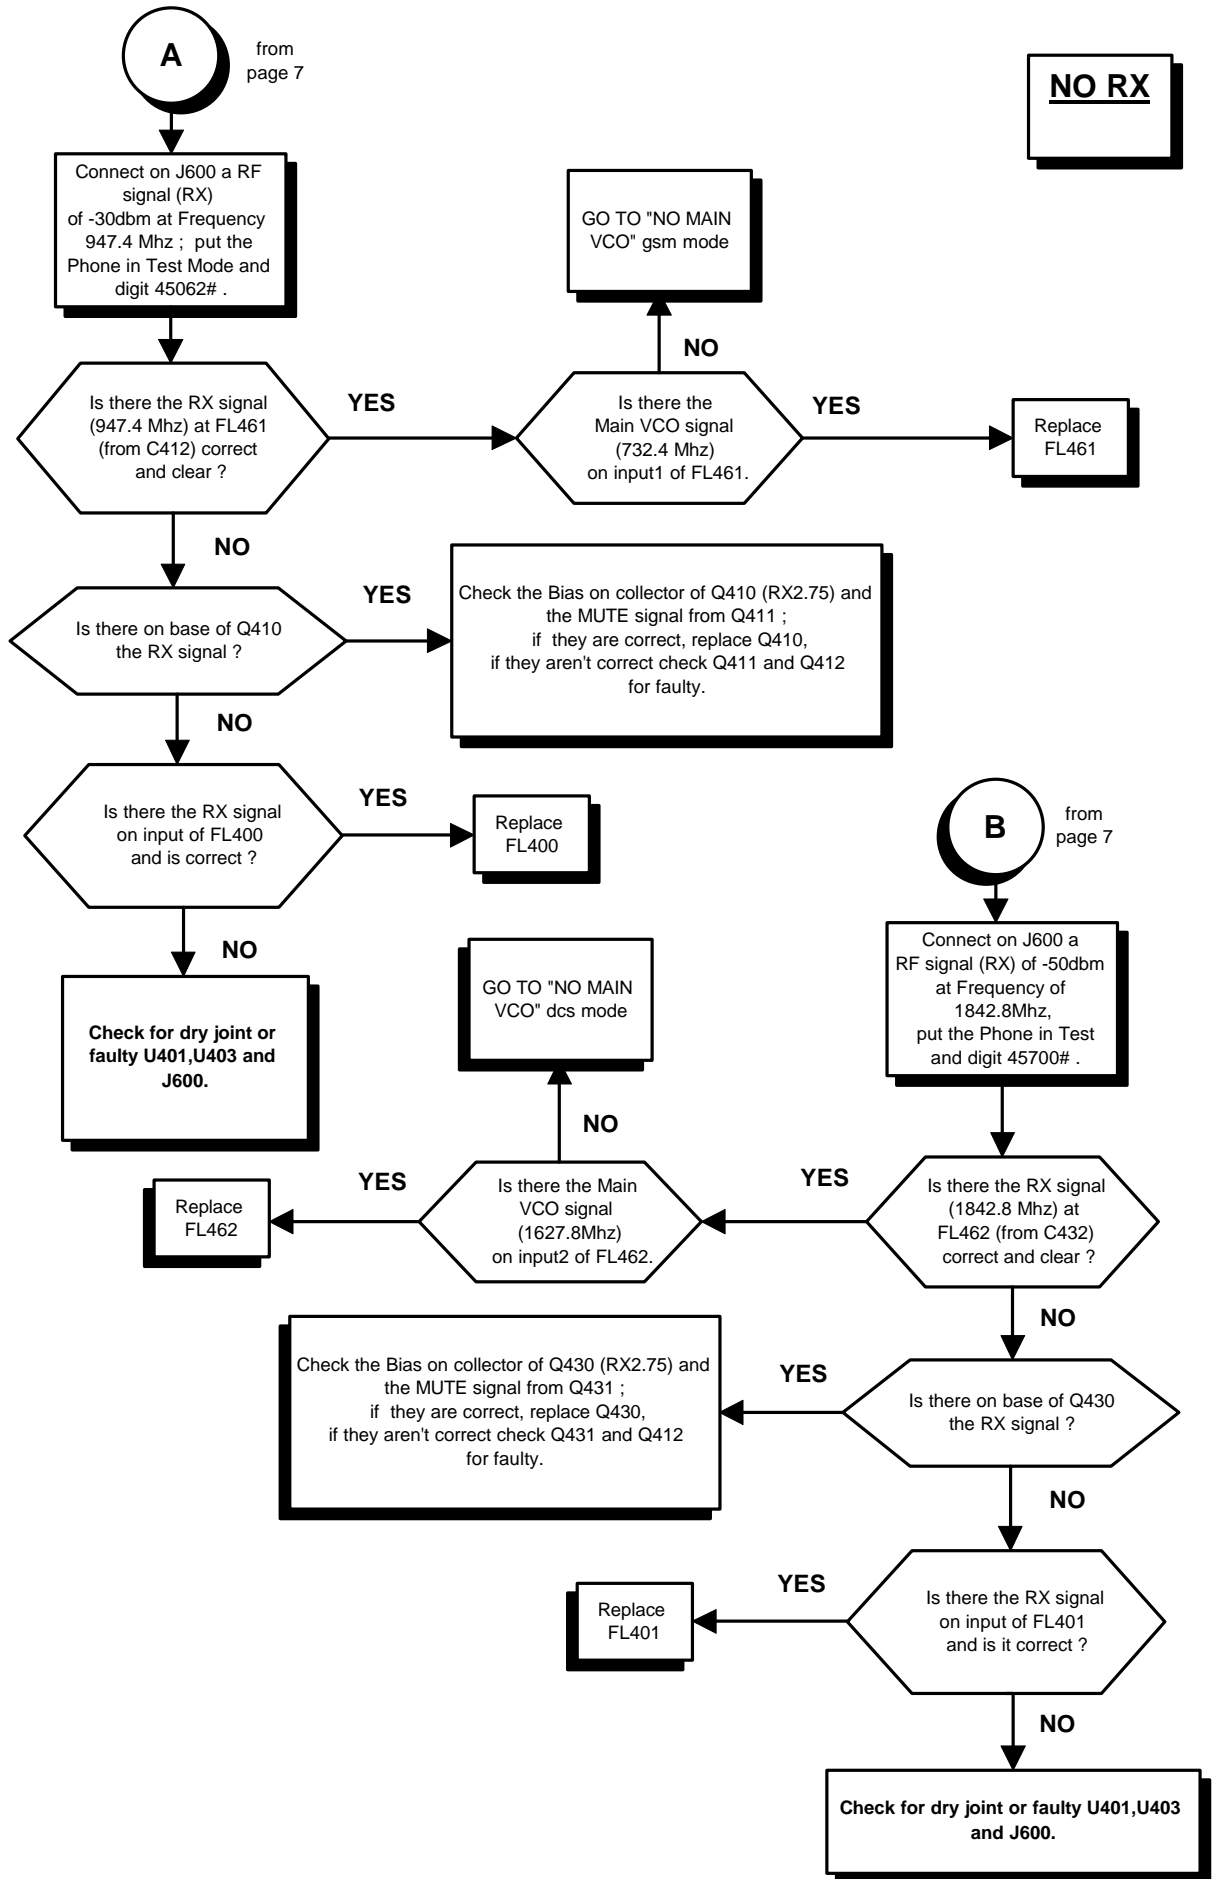 A
from
page 7
NO RX
Connect on J600 a RF
signal (RX)
of -30dbm at Frequency
947.4 Mhz ; put the
Phone in Test Mode and
digit 45062# .
GO TO "NO MAIN
VCO" gsm mode
NO
Is there the RX signal
(947.4 Mhz) at FL461
(from C412) correct
and clear ?
YES
Is there the
Main VCO signal
(732.4 Mhz)
on input1 of FL461.
YES
Replace
FL461
NO
Is there on base of Q410
the RX signal ?
YES
Check the Bias on collector of Q410 (RX2.75) and
the MUTE signal from Q411 ;
if they are correct, replace Q410,
if they aren't correct check Q411 and Q412
for faulty.
NO
Is there the RX signal
on input of FL400
and is correct ?
YES
Replace
FL400
NO
Check for dry joint or
faulty U401,U403 and
J600.
B
from
page 7
Connect on J600 a
RF signal (RX) of -50dbm
at Frequency of
1842.8Mhz,
put the Phone in Test
and digit 45700# .
GO TO "NO MAIN
VCO" dcs mode
NO
Is there the RX signal
(1842.8 Mhz) at
FL462 (from C432)
correct and clear ?
YES
Is there the Main
VCO signal
(1627.8Mhz)
on input2 of FL462.
YES
Replace
FL462
NO
Is there on base of Q430
the RX signal ?
YES
Check the Bias on collector of Q430 (RX2.75) and
the MUTE signal from Q431 ;
if they are correct, replace Q430,
if they aren't correct check Q431 and Q412
for faulty.
NO
Is there the RX signal
on input of FL401
and is it correct ?
YES
Replace
FL401
NO
Check for dry joint or faulty U401,U403
and J600.